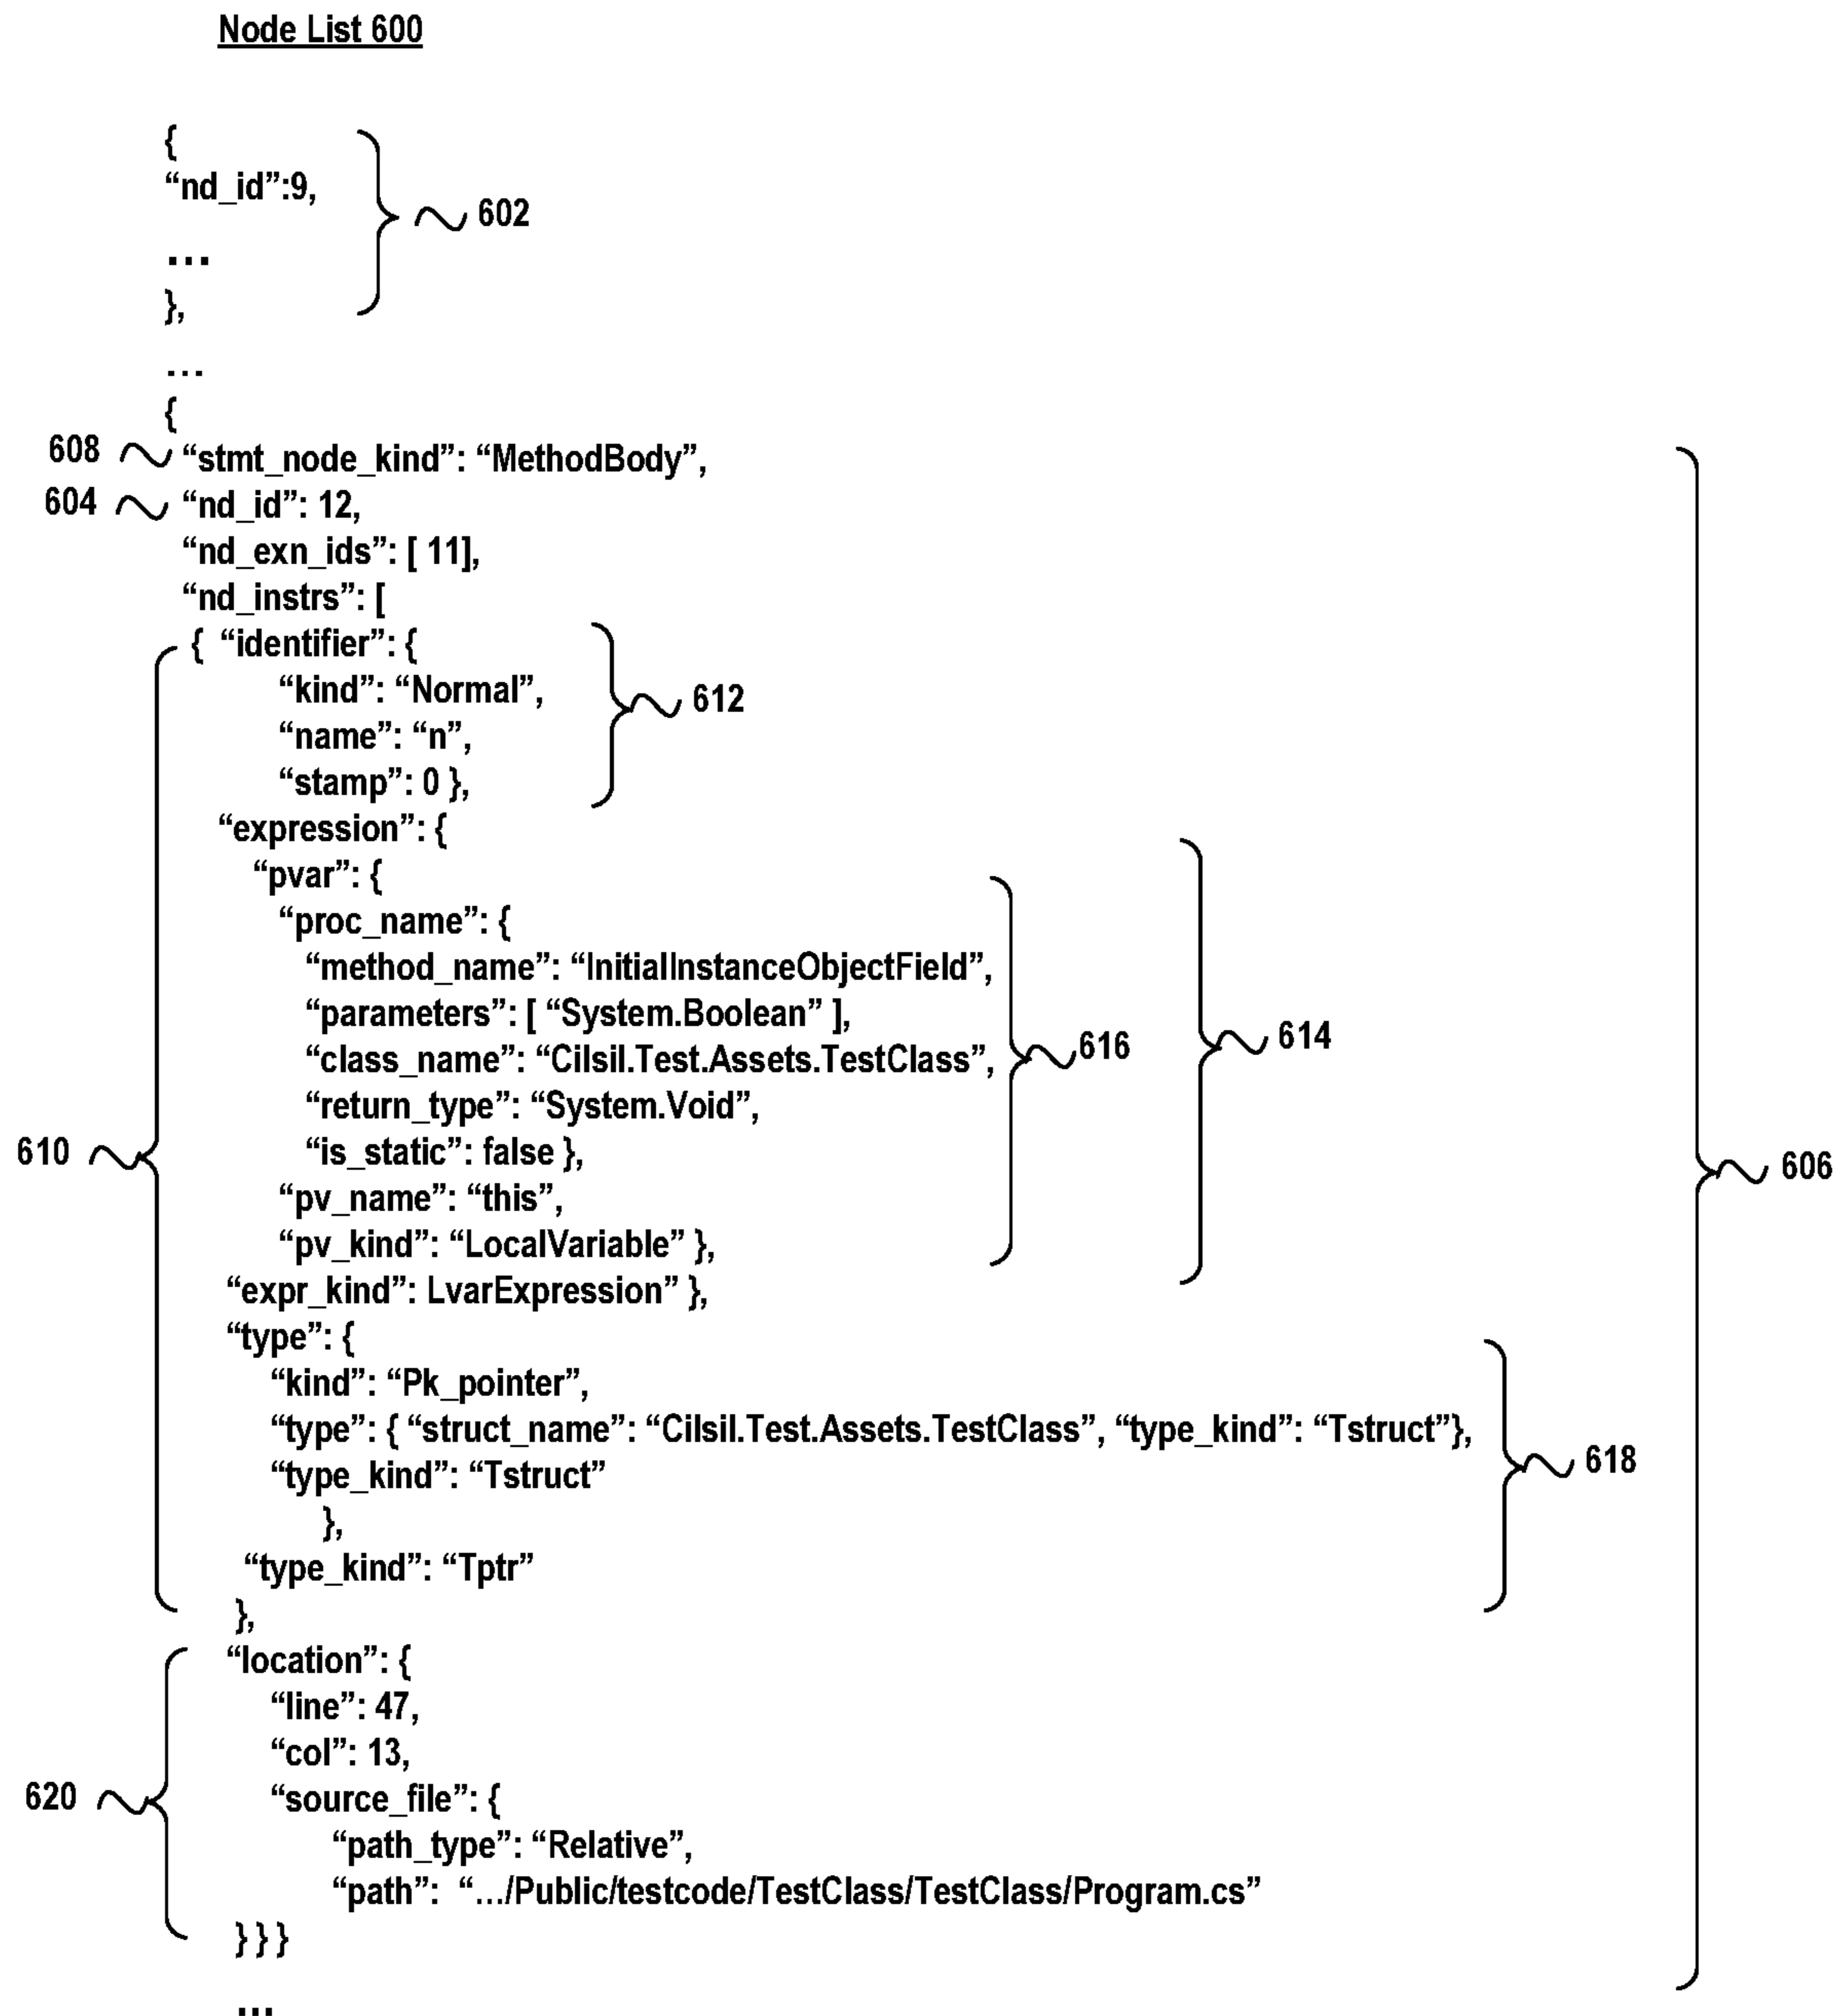 Node List 600
{
“nd_id”:9,
602
...
},
...
{
608 “stmt_node_kind”: “MethodBody”,
604 “nd_id”: 12,
“nd_exn_ids”: [ 11],
“nd_instrs”: [
{ “identifier”: {
“kind”: “Normal”,
612
“name”: “n”,
“stamp”: 0 },
“expression”: {
“pvar”: {
“proc_name”: {
“method_name”: “InitialInstanceObjectField”,
“parameters”: [ “System.Boolean” ],
614
“class_name”: “Cilsil.Test.Assets.TestClass”,
616
“return_type”: “System.Void”,
610 “is_static”: false },
606
“pv_name”: “this”,
“pv_kind”: “LocalVariable” },
“expr_kind”: LvarExpression” },
“type”: {
“kind”: “Pk_pointer”,
“type”: { “struct_name”: “Cilsil.Test.Assets.TestClass”, “type_kind”: “Tstruct”},
618
“type_kind”: “Tstruct”
},
“type_kind”: “Tptr”
},
“location”: {
“line”: 47,
“col”: 13,
620 “source_file”: {
“path_type”: “Relative”,
“path”: “…/Public/testcode/TestClass/TestClass/Program.cs”
} } }
...